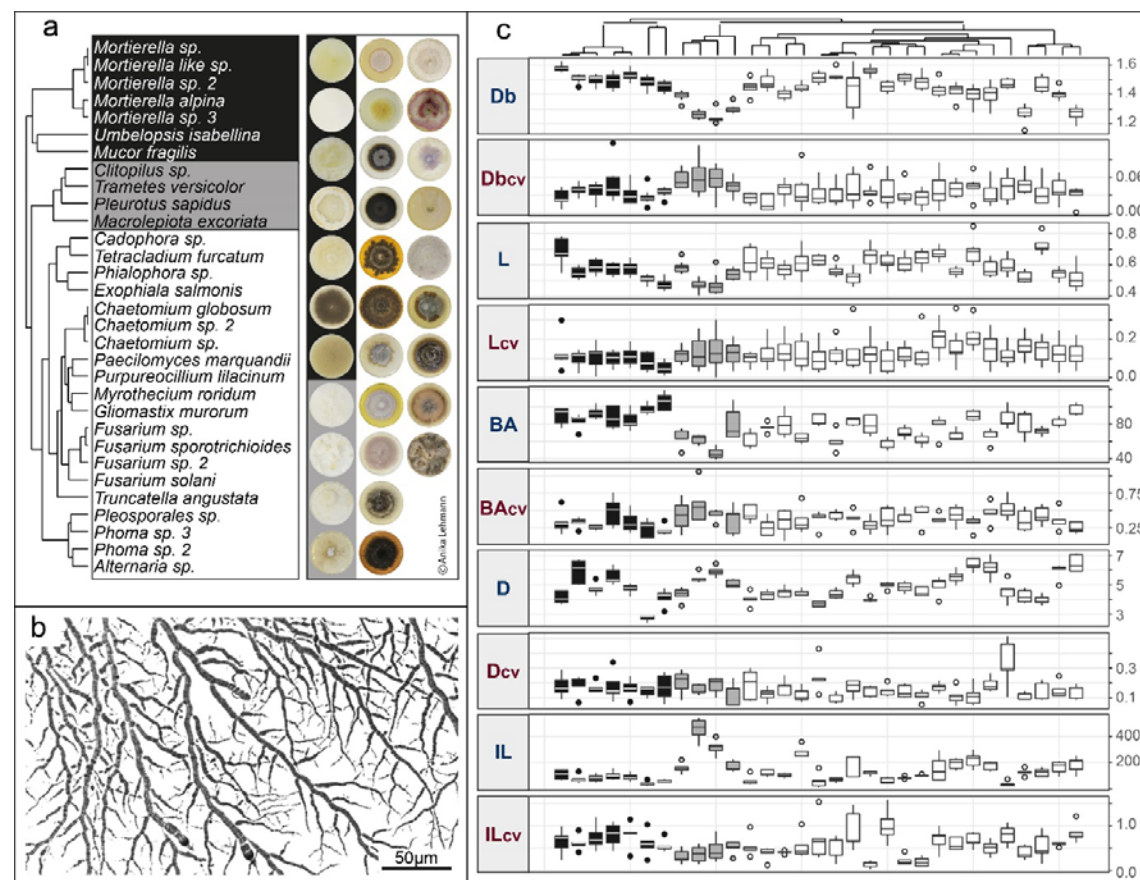 a
Mortierella sp.
Mortierella like sp.
Mortierella sp. 2
Mortierella alpina
Mortierella sp. 3
Umbelopsis isabellina
Mucor fragilis
Clitopilus sp.
Trametes versicolor
Pleurotus sapidus
Macrolepiota excoriata
Cadophora sp.
Tetracladium furcatum
Phialophora sp.
Exophiala salmonis
Chaetomium globosum
Chaetomium sp. 2
Chaetomium sp.
Paecilomyces marquandii
Purpureocillium lilacinum
Myrothecium roridum
Gliomastix murorum
Fusarium sp.
Fusarium sporotrichioides
Fusarium sp. 2
Fusarium solani
Truncatella angustata
Pleosporales sp.
Phoma sp. 3
Phoma sp. 2
Alternaria sp.
©Anika Lehmann
b
50µm
c
Db
1.6
1.4
1.2
Dbcv
0.06
0.00
L
0.8
0.6
0.4
Lcv
0.2
0.0
BA
80
40
BAcv
0.75
0.25
D
7
5
3
Dcv
0.3
0.0
IL
400
200
ILcv
1.0
0.0